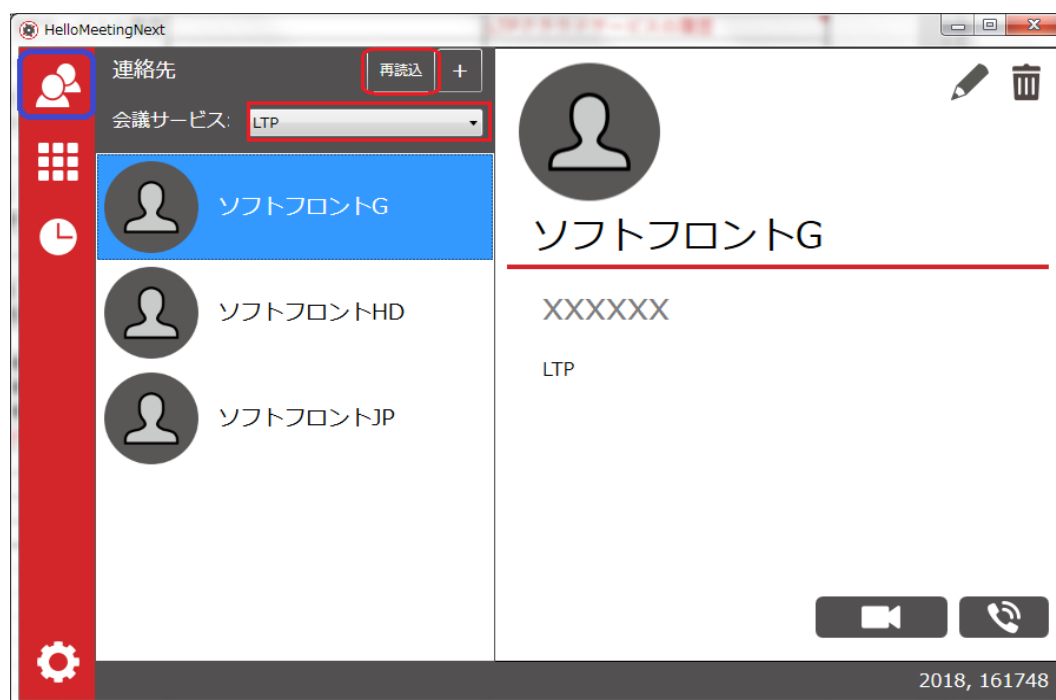 HelloMeetingNext
連絡先
再読込
+
会議サービス:
LTP
ソフトフロントG
ソフトフロントHD
ソフトフロントJP
ソフトフロントG
XXXXXX
LTP
2018, 161748